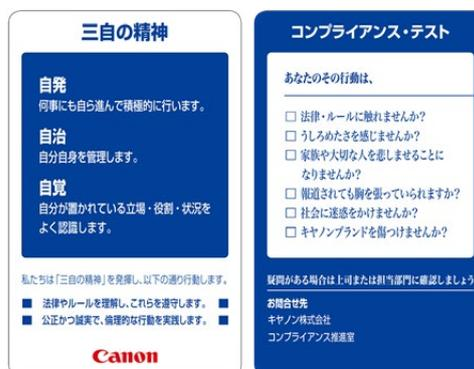 三自の精神
自発
何事にも自ら進んで積極的に行います。
自治
自分自身を管理します。
自覚
自分が置かれている立場・役割・状況を
よく認識します。
私たちは「三自の精神」を発揮し、以下の通り行動します。
■ 法律やルールを理解し、これらを遵守します。 ■
■ 公正かつ誠実で、倫理的な行動を実践します。 ■
Canon
コンプライアンス・テスト
あなたのその行動は、
□ 法律・ルールに触れませんか?
□ うしろめたさを感じませんか?
□ 家族や大切な人を悲しませることに
なりませんか?
□ 報道されても胸を張っていられますか?
□ 社会に迷惑をかけませんか?
□ キヤノンブランドを傷つけませんか?
疑問がある場合は上司または担当部門に確認しましょう
お問合せ先
キヤノン株式会社
コンプライアンス推進室